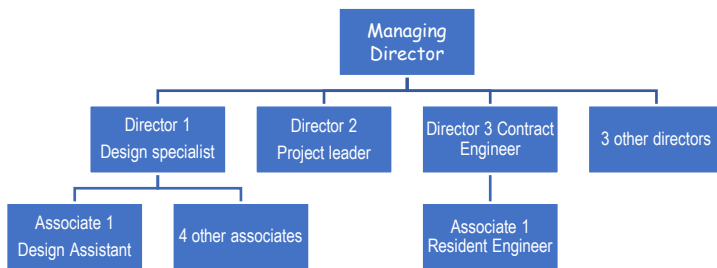 Managing
Director
Director 1
Design specialist
Director 2
Project leader
Director 3 Contract
Engineer
3 other directors
Associate 1
Design Assistant
4 other associates
Associate 1
Resident Engineer